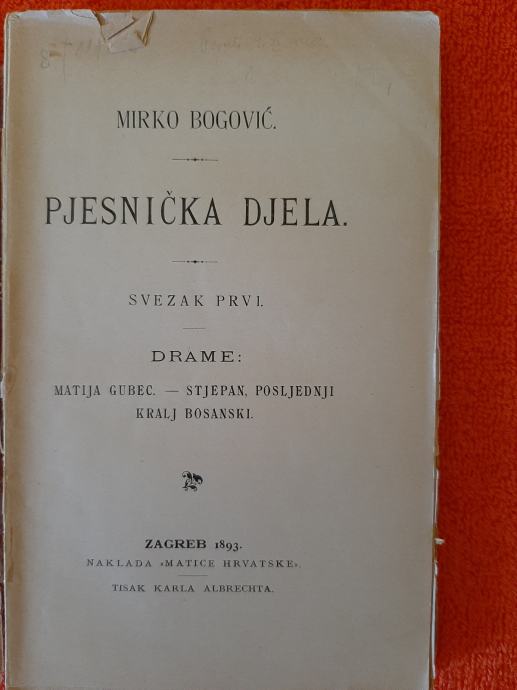 MIRKO BOGOVIĆ.
PJESNIČKA DJELA.
SVEZAK PRVI.
DRAME:
MATIJA GUBEC. — STJEPAN, POSLJEDNJI
KRALJ BOSANSKI.
ZAGREB 1893.
NAKLADA »MATICE HRVATSKE«.
TISAK KARLA ALBRECHTA.